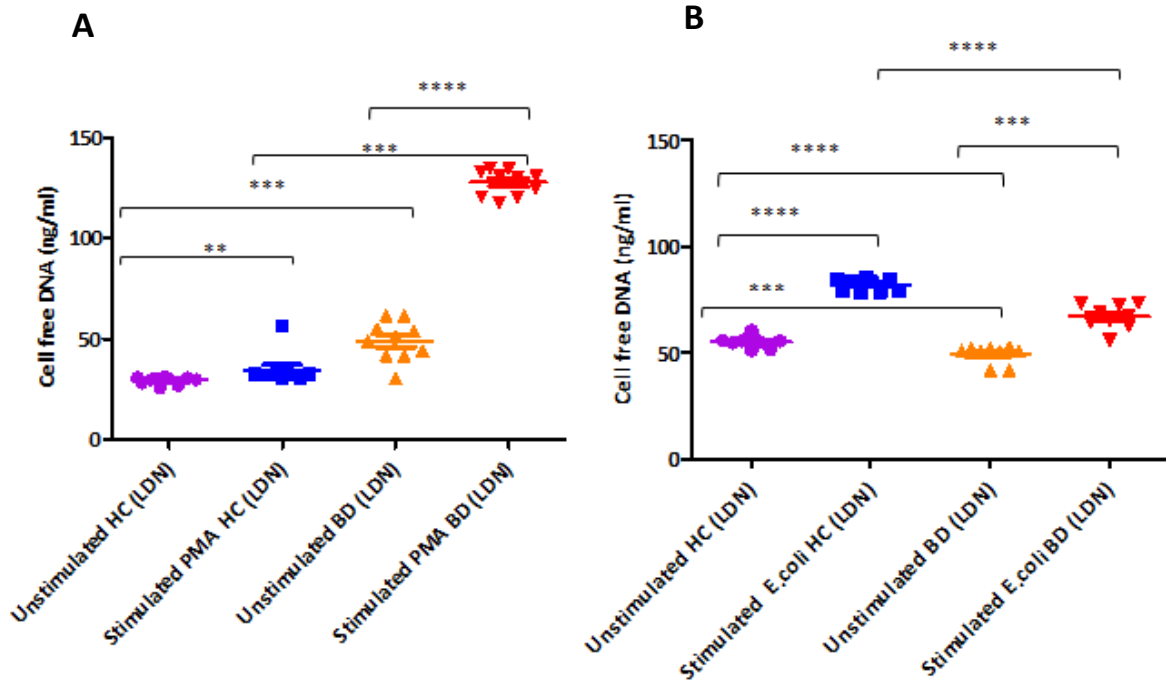 A
****
***
***
**
Cell free DNA (ng/ml)
150
100
50
0
Unstimulated HC (LDN)
Stimulated PMA HC (LDN)
Unstimulated BD (LDN)
Stimulated PMA BD (LDN)
B
****
***
****
****
***
Cell free DNA (ng/ml)
150
100
50
0
Unstimulated HC (LDN)
Stimulated E.coli HC (LDN)
Unstimulated BD (LDN)
Stimulated E.coli BD (LDN)